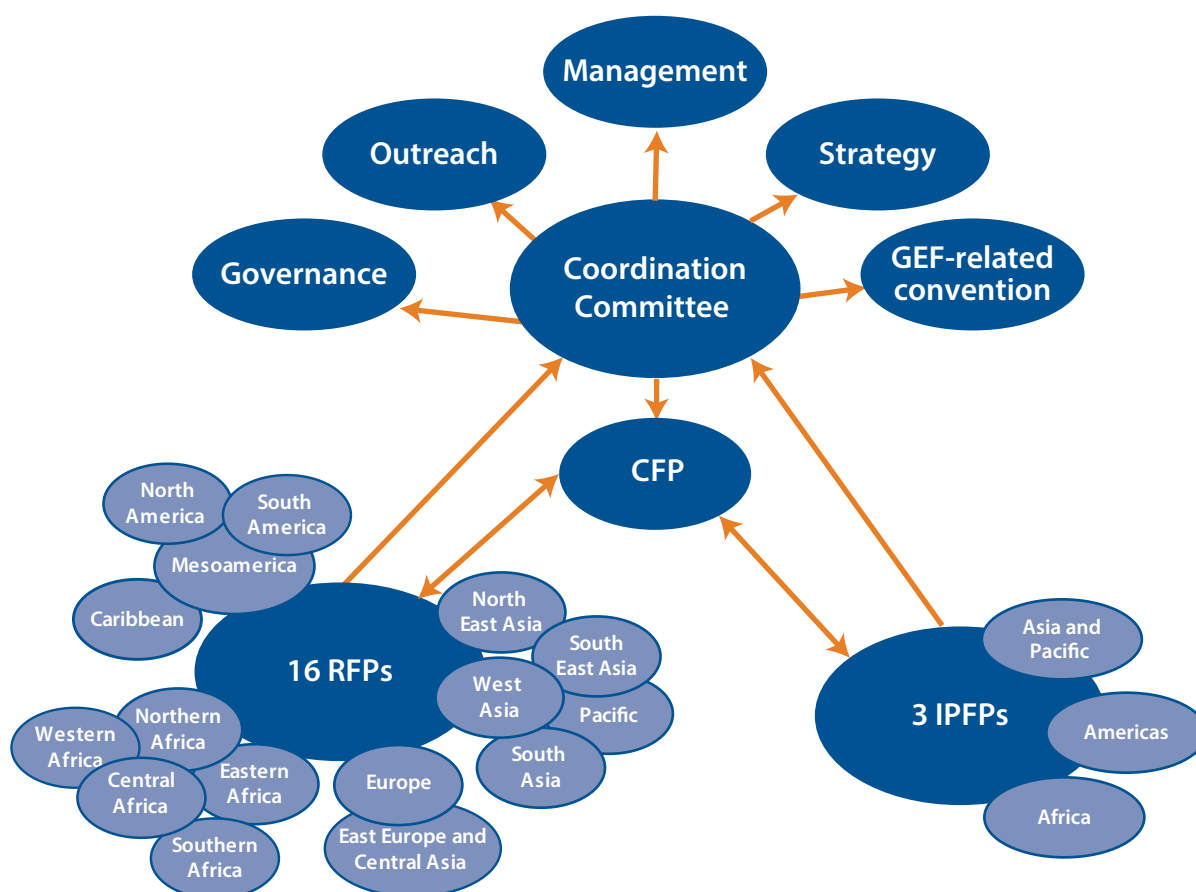 Management
Outreach
Strategy
Governance
Coordination
Committee
GEF-related
convention
CFP
North
America
South
America
Mesoamerica
Caribbean
16 RFPs
North
East Asia
South
East Asia
West
Asia
Pacific
South
Asia
Northern
Africa
Western
Africa
Central
Africa
Eastern
Africa
Southern
Africa
Europe
East Europe and
Central Asia
3 IPFPs
Asia and
Pacific
Americas
Africa